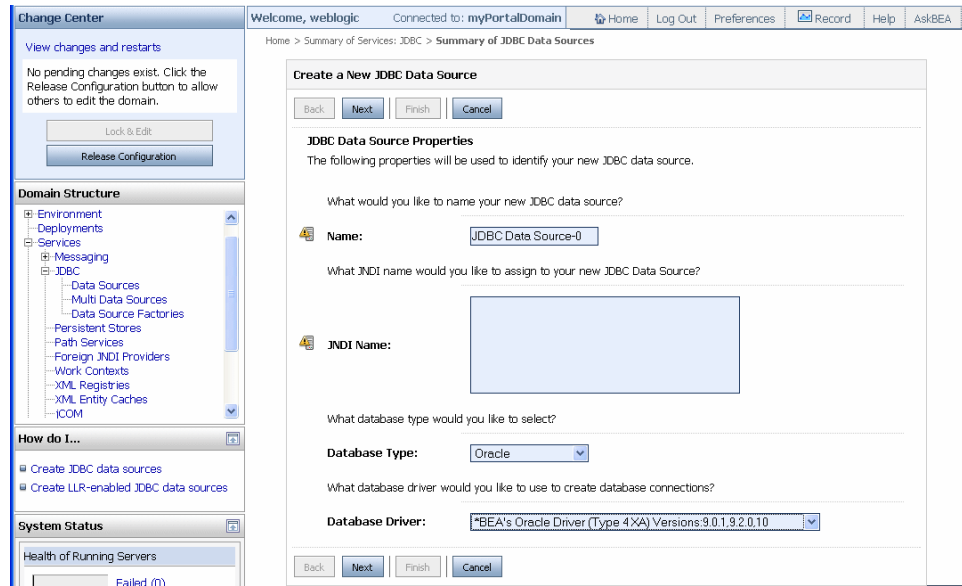 Change Center
View changes and restarts
No pending changes exist. Click the
Release Configuration button to allow
others to edit the domain.
Lock & Edit
Release Configuration
Domain Structure
Environment
Deployments
Services
Messaging
JDBC
Data Sources
Multi Data Sources
Data Source Factories
Persistent Stores
Path Services
Foreign JNDI Providers
Work Contexts
XML Registries
XML Entity Caches
jCOM
How do I...
Create JDBC data sources
Create LLR-enabled JDBC data sources
System Status
Health of Running Servers
Failed (0)
Welcome, weblogic Connected to: myPortalDomain Home Log Out Preferences Record Help AskBEA
Home > Summary of Services: JDBC > Summary of JDBC Data Sources
Create a New JDBC Data Source
Back Next Finish Cancel
JDBC Data Source Properties
The following properties will be used to identify your new JDBC data source.
What would you like to name your new JDBC data source?
Name: JDBC Data Source-0
What JNDI name would you like to assign to your new JDBC Data Source?
JNDI Name:
What database type would you like to select?
Database Type: Oracle
What database driver would you like to use to create database connections?
Database Driver: *BEA's Oracle Driver (Type 4 XA) Versions:9.0.1,9.2.0,10
Back Next Finish Cancel